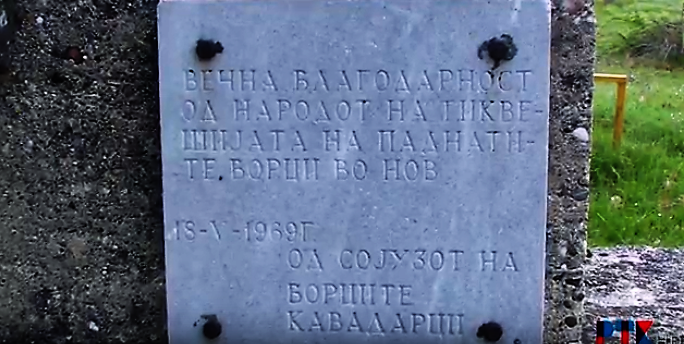 ВЕЧНА БЛАГОДАРНОСТ
ОД НАРОДОТ НА ТИКВЕ-
ШИЈАТА НА ПАДНАТИ-
ТЕ БОРЦИ ВО НОВ
18-V-1969Г
ОД СОЈУЗОТ НА
БОРЦИТЕ
КАВАДАРЦИ